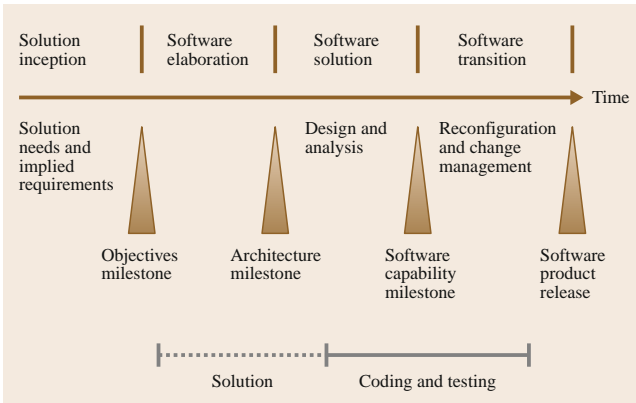 Solution
inception
Software
elaboration
Software
solution
Software
transition
Time
Solution
needs and
implied
requirements
Design and
analysis
Reconfiguration
and change
management
Objectives
milestone
Architecture
milestone
Software
capability
milestone
Software
product
release
Solution
Coding and testing